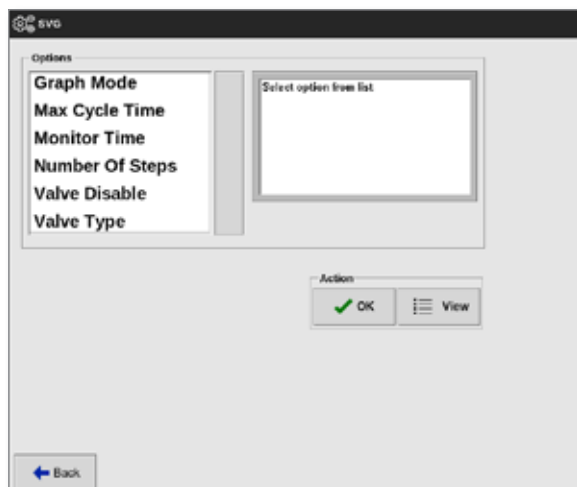 SVG
Options
Graph Mode
Max Cycle Time
Monitor Time
Number Of Steps
Valve Disable
Valve Type
Select option from list
Action
OK
View
Back